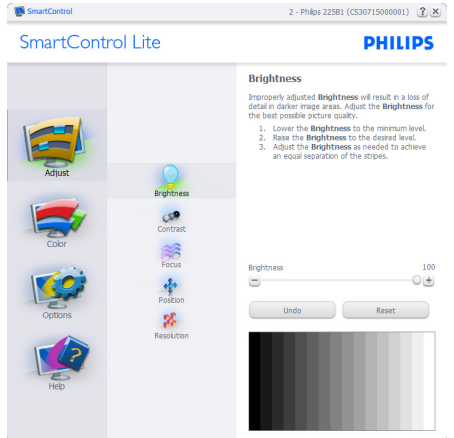 SmartControl
2 - Philips 225B1 (CS30715000001) ? X
SmartControl Lite
PHILIPS
Adjust
Color
Options
Help
Brightness
Contrast
Focus
Position
Resolution
Brightness
Improperly adjusted Brightness will result in a loss of
detail in darker image areas. Adjust the Brightness for
the best possible picture quality.
1. Lower the Brightness to the minimum level.
2. Raise the Brightness to the desired level.
3. Adjust the Brightness as needed to achieve
an equal separation of the stripes.
Brightness 100
Undo
Reset